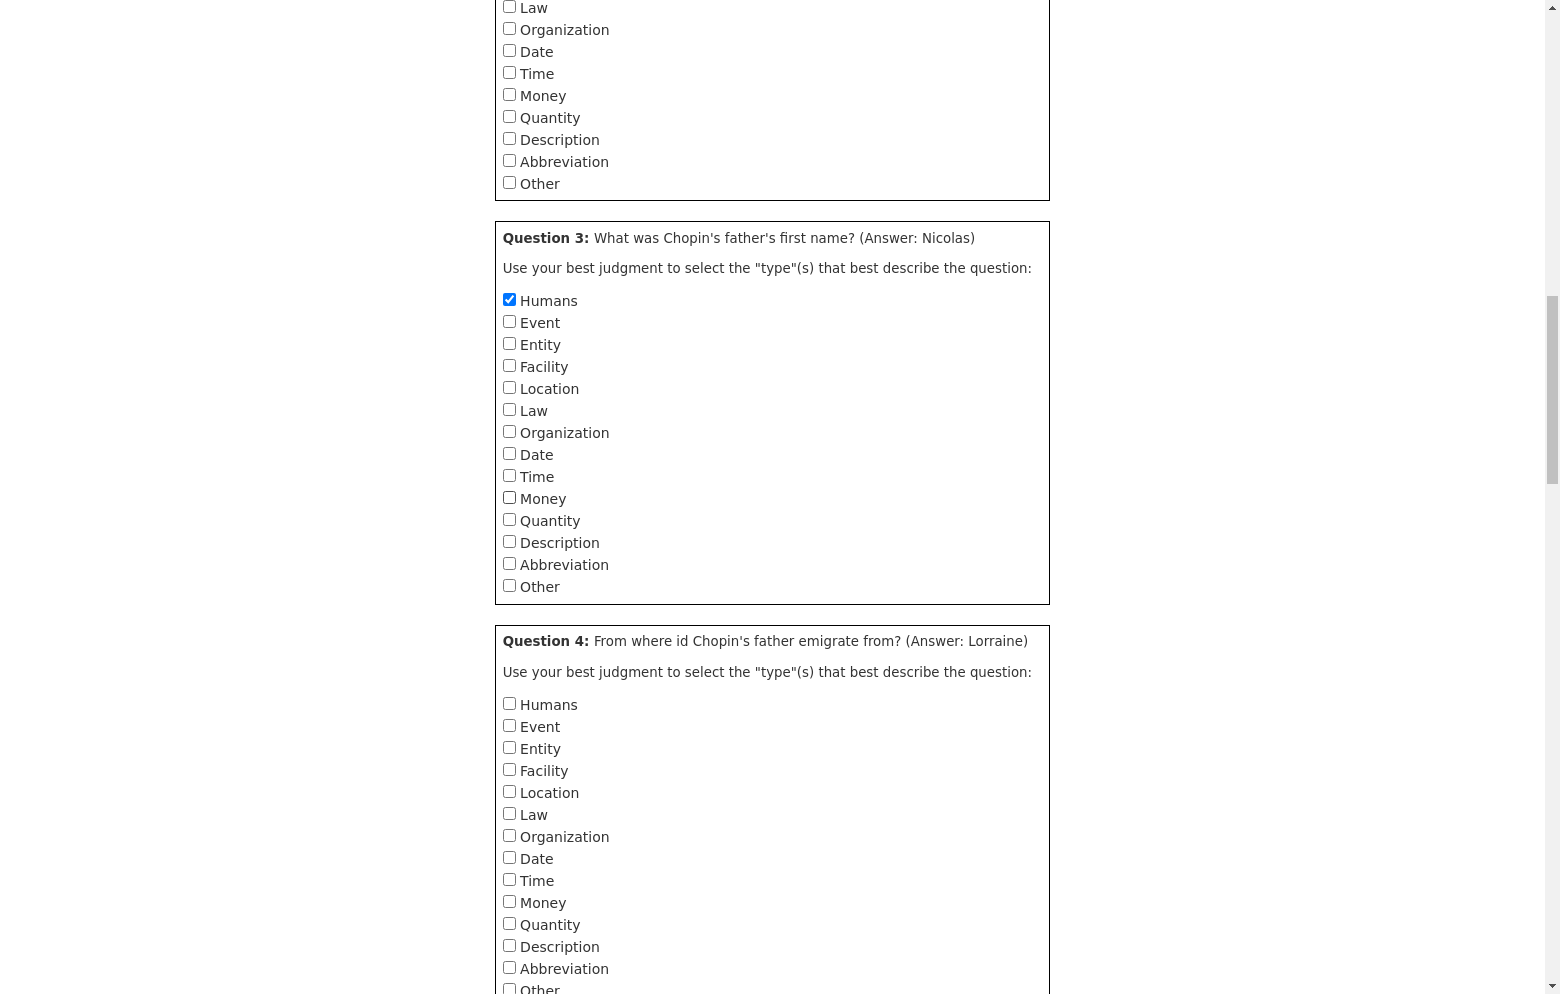 Law
Organization
Date
Time
Money
Quantity
Description
Abbreviation
Other
Question 3: What was Chopin's father's first name? (Answer: Nicolas)
Use your best judgment to select the "type"(s) that best describe the question:
Humans
Event
Entity
Facility
Location
Law
Organization
Date
Time
Money
Quantity
Description
Abbreviation
Other
Question 4: From where id Chopin's father emigrate from? (Answer: Lorraine)
Use your best judgment to select the "type"(s) that best describe the question:
Humans
Event
Entity
Facility
Location
Law
Organization
Date
Time
Money
Quantity
Description
Abbreviation
Other